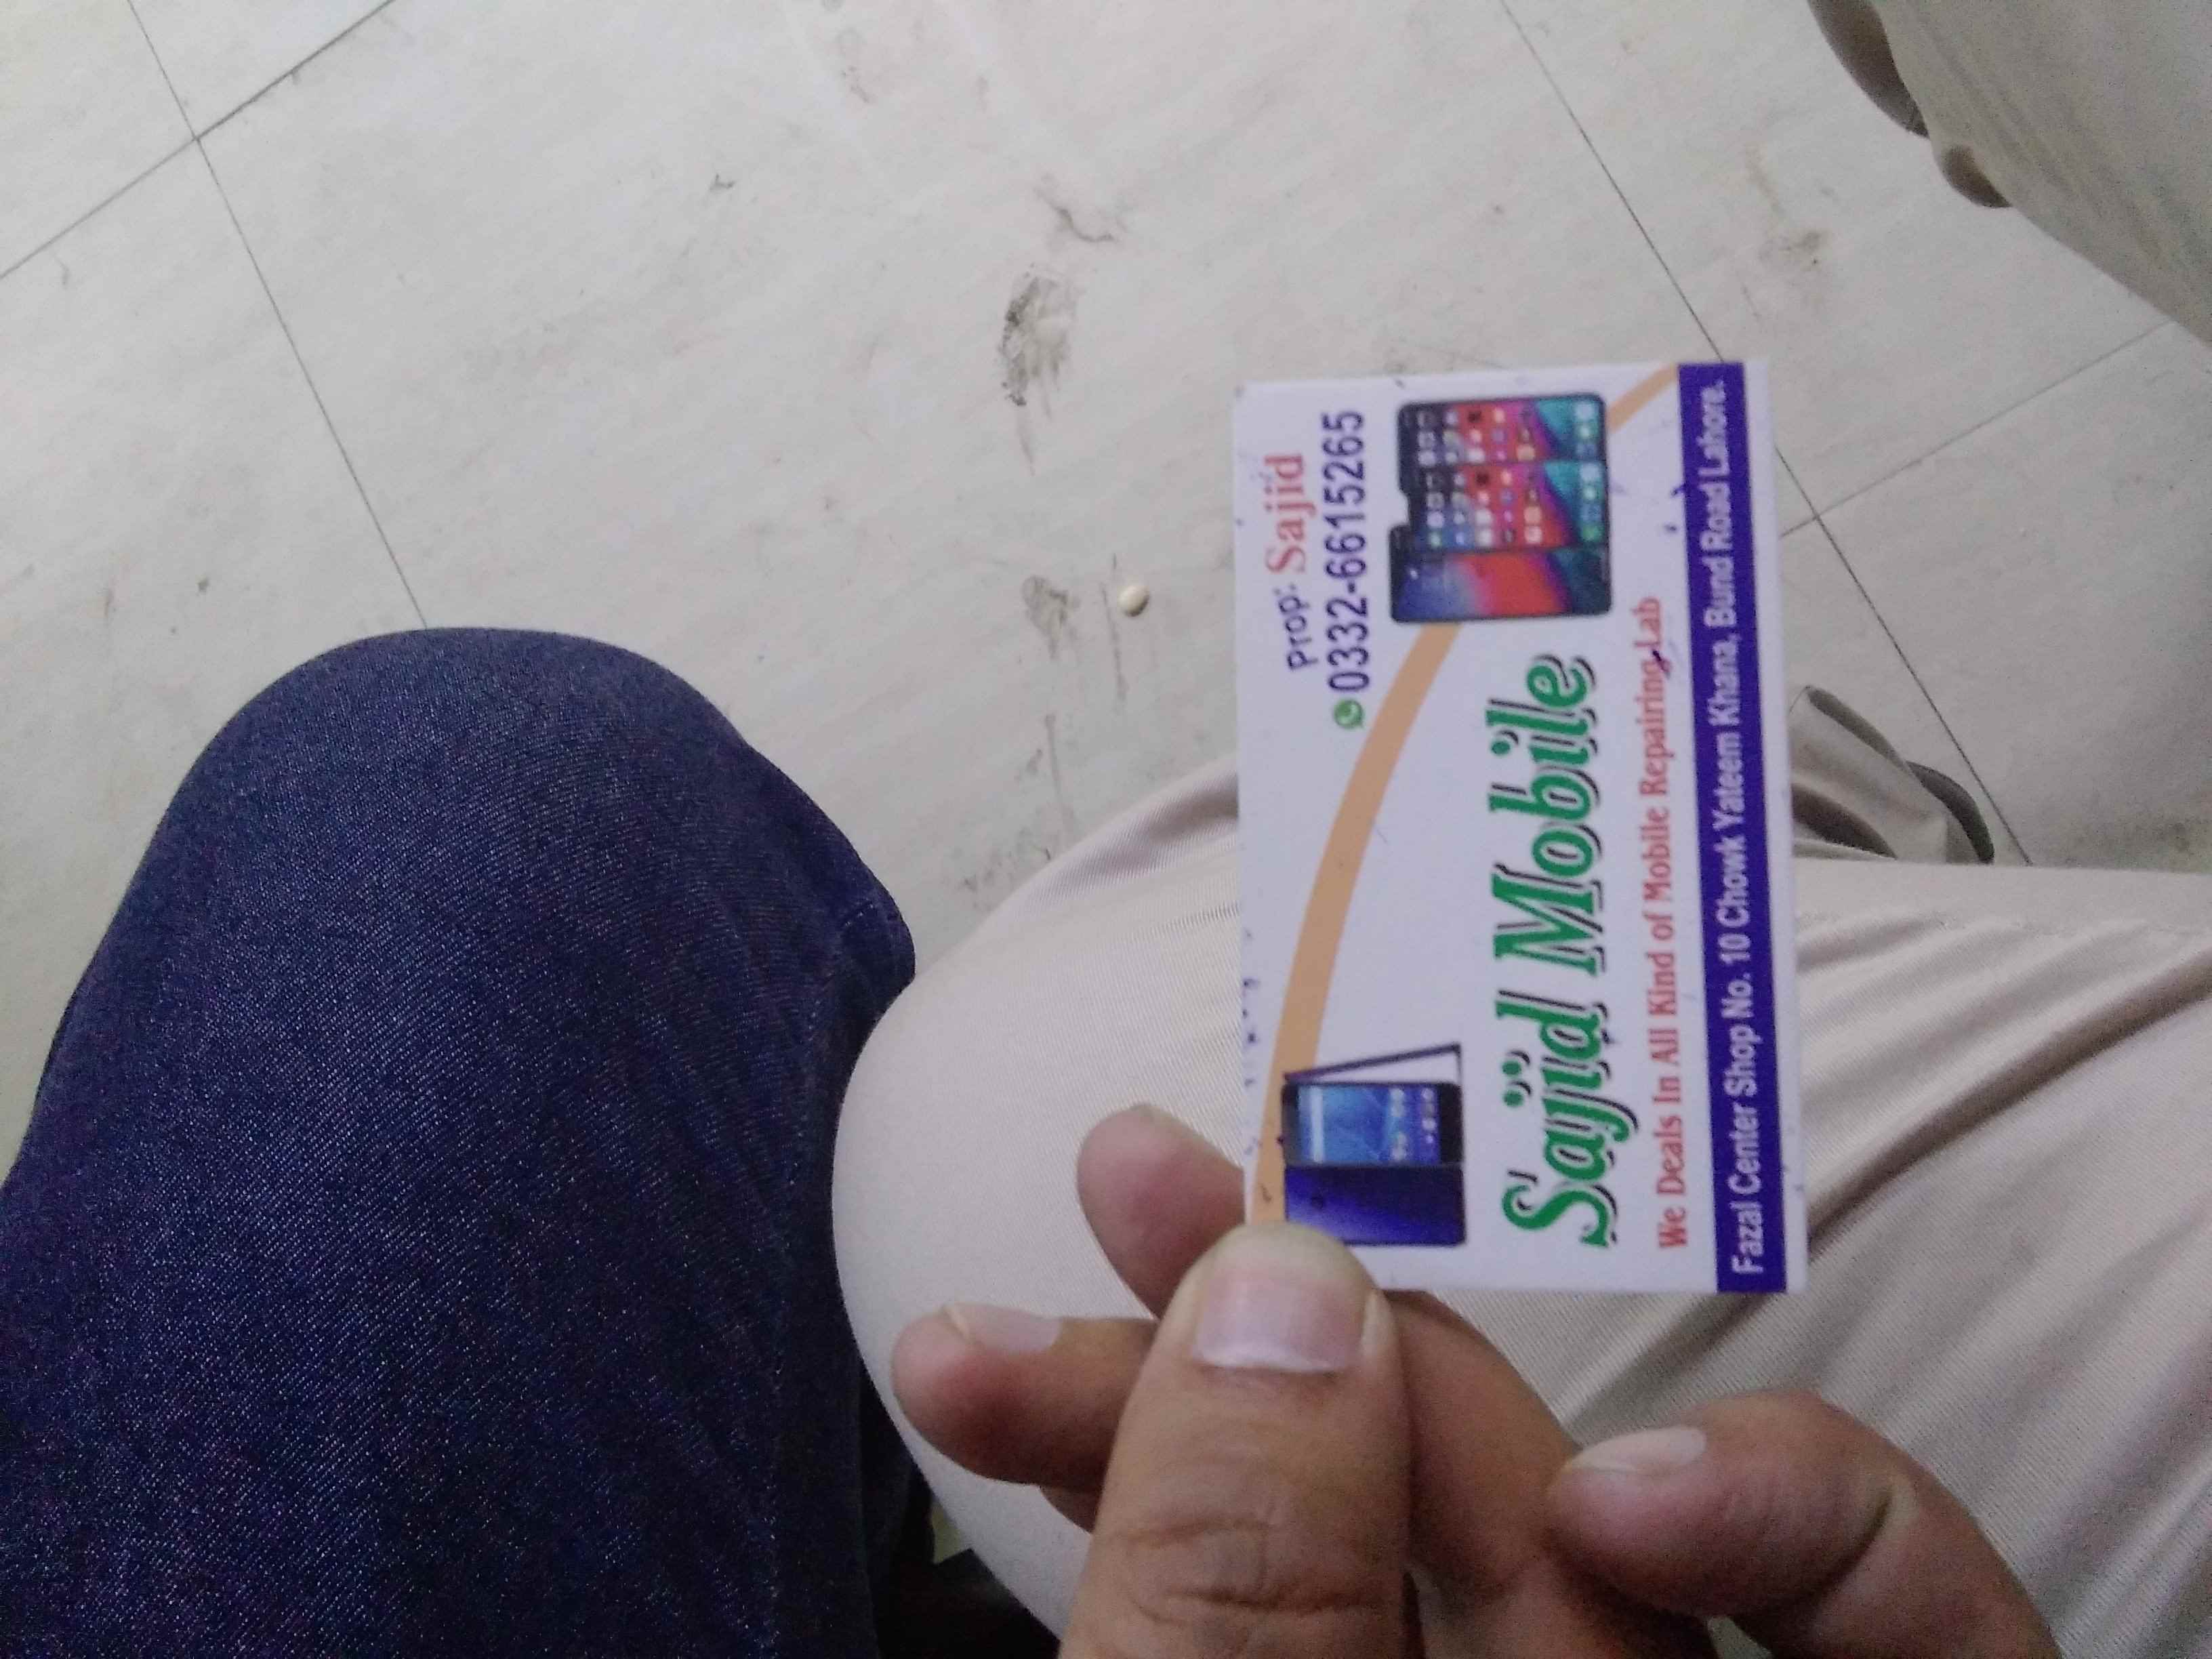 Prop: Sajid
0332-6615265
Sajid Mobile
We Deals In All Kind of Mobile Repairing Lab
Fazal Center Shop No. 10 Chowk Yateem Khana, Bund Road Lahore.